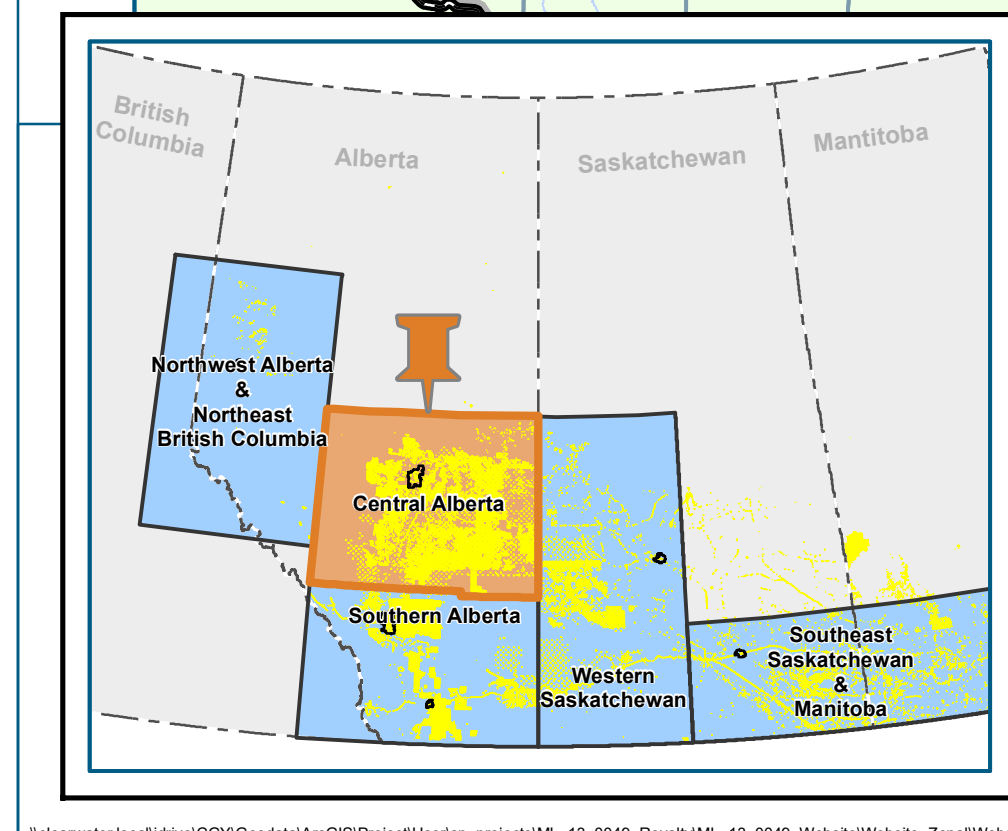 British
Columbia
Alberta
Saskatchewan
Mantitoba
Northwest Alberta
&
Northeast
British Columbia
Central Alberta
Southern Alberta
Western
Saskatchewan
Southeast
Saskatchewan
&
Manitoba